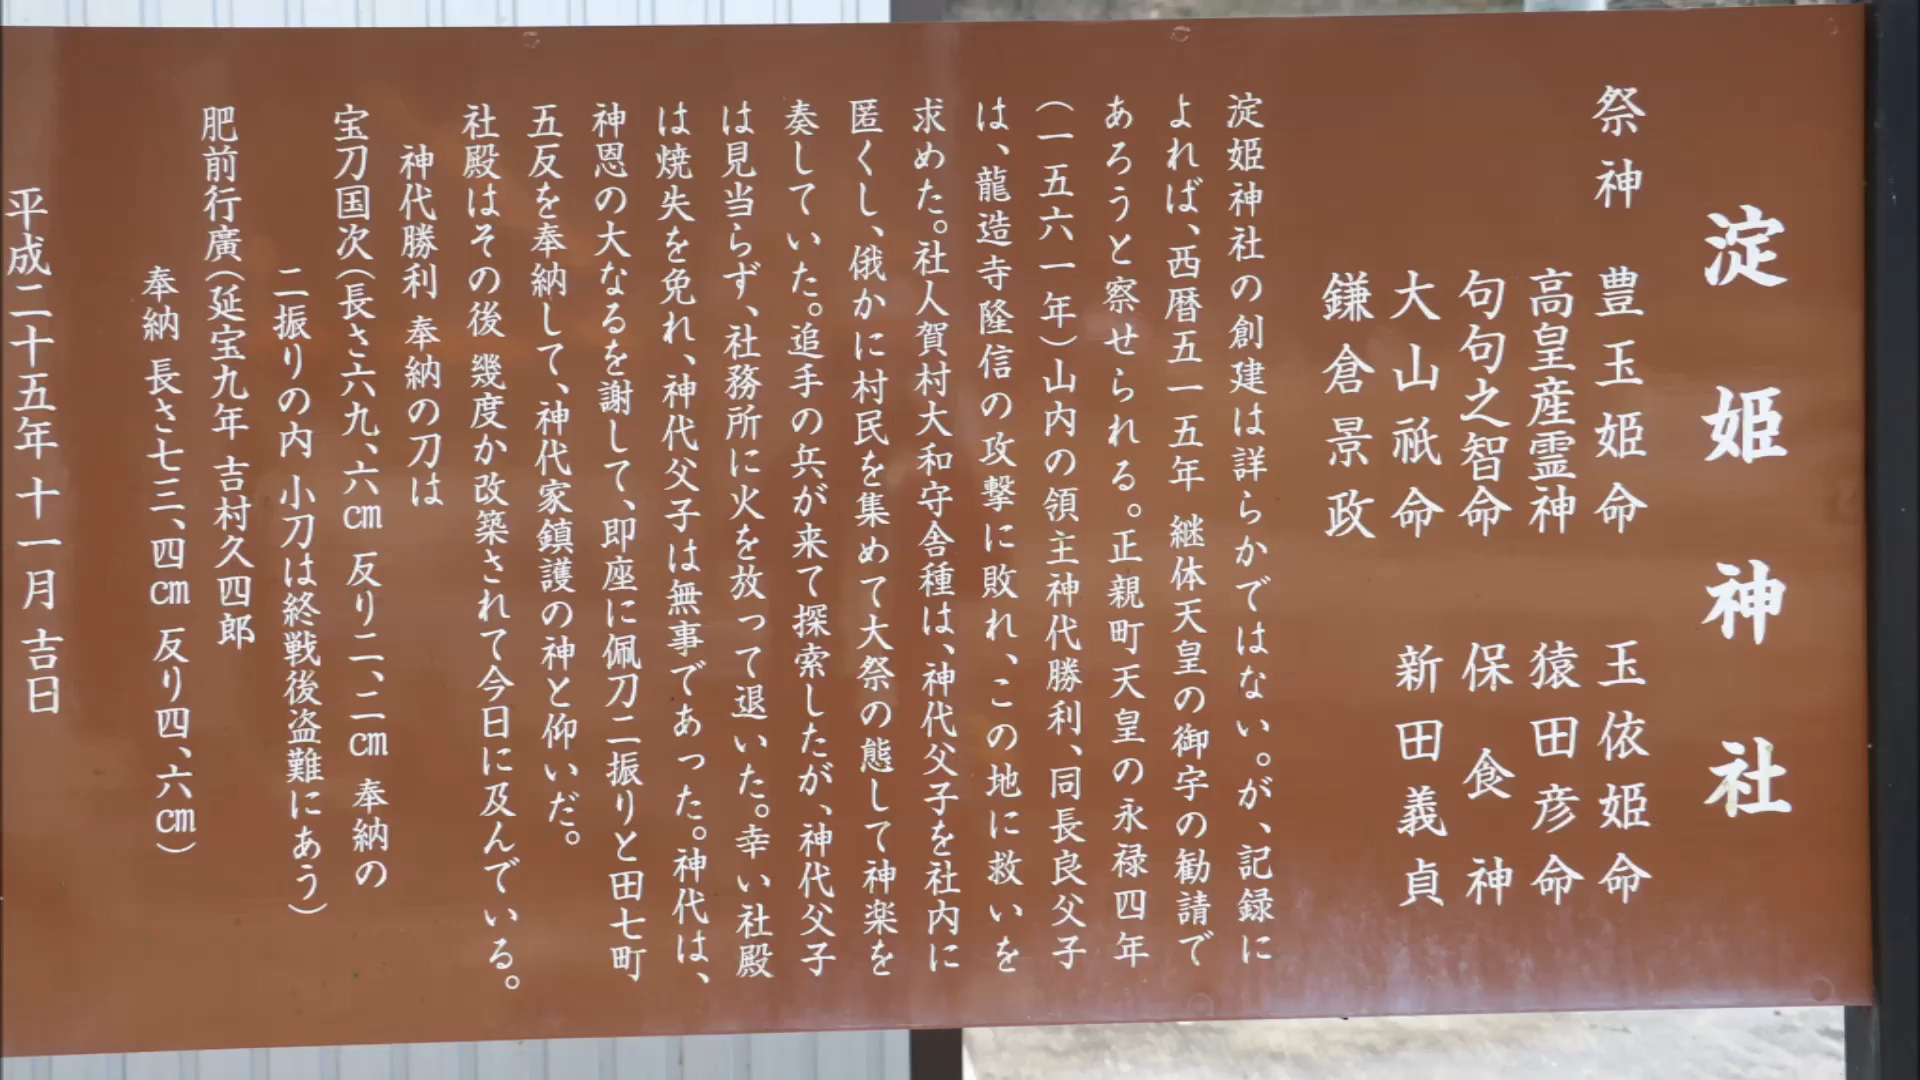 淀姫神社
祭神 豊玉姫命 玉依姫命
高皇産霊神 猿田彦命
句句之智命 保食神
大山祇命 新田義貞
鎌倉景政
淀姫神社の創建は詳らかではない。が、記録に
よれば、西暦五一五年 継体天皇の御宇の勧請で
あろうと察せられる。正親町天皇の永禄四年
(一五六一年)山内の領主神代勝利、同長良父子
は、龍造寺隆信の攻撃に敗れ、この地に救いを
求めた。社人賀村大和守舎種は、神代父子を社内に
匿くし、俄かに村民を集めて大祭の態して神楽を
奏していた。追手の兵が来て探索したが、神代父子
は見当らず、社務所に火を放って退いた。幸い社殿
は焼失を免れ、神代父子は無事であった。神代は、
神恩の大なるを謝して、即座に佩刀二振りと田七町
五反を奉納して、神代家鎮護の神と仰いだ。
社殿はその後 幾度か改築されて今日に及んでいる。
神代勝利 奉納の刀は
宝刀国次(長さ六九、六㎝ 反り二、二㎝ 奉納の
二振りの内 小刀は終戦後盗難にあう)
肥前行廣(延宝九年 吉村久四郎
奉納 長さ七三、四㎝ 反り四、六㎝)
平成二十五年 十一月 吉日